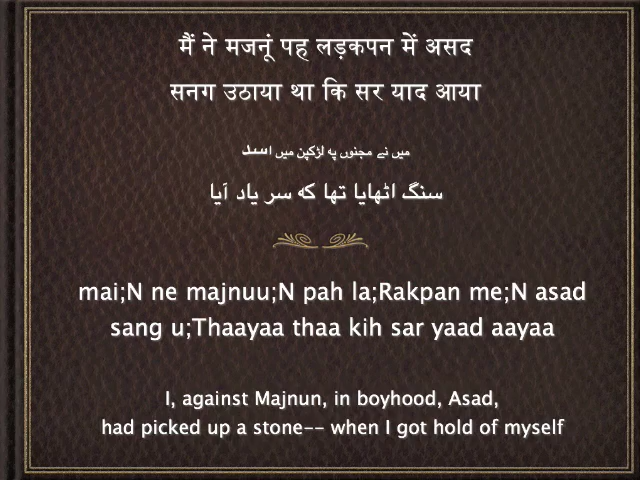 मैं ने मजनूं पह लड़कपन में असद
सनग उठाया था कि सर याद आया
میں نے مجنوں پہ لڑکپن میں اسد
سنگ اٹھایا تھا کہ سر یاد آیا
mai;N ne majnuu;N pah la;Rakpan me;N asad
sang u;Thaayaa thaa kih sar yaad aayaa
I, against Majnun, in boyhood, Asad,
had picked up a stone-- when I got hold of myself